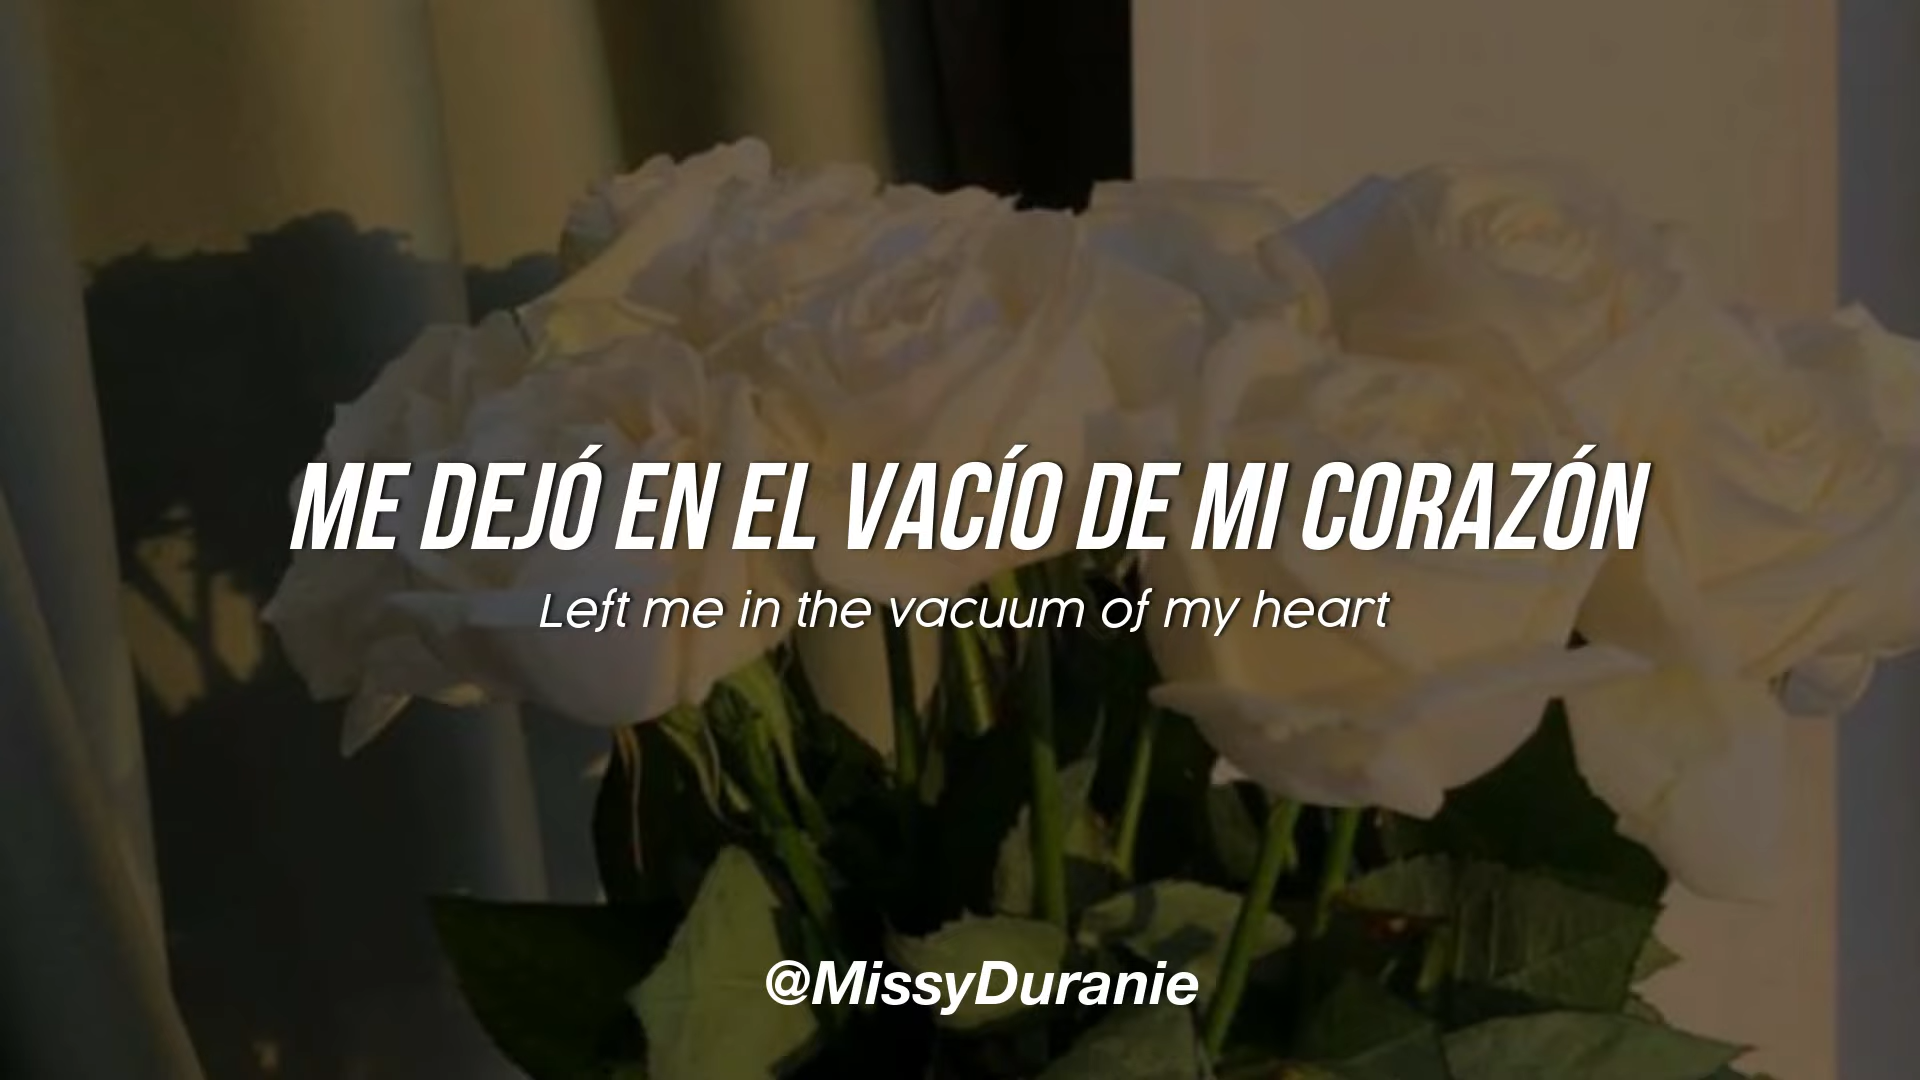 ME DEJÓ EN EL VACÍO DE MI CORAZÓN
Left me in the vacuum of my heart
@MissyDuranie